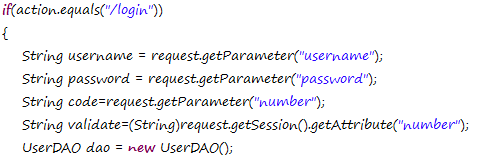 if(action.equals("/login"))
{
String username = request.getParameter("username");
String password = request.getParameter("password");
String code=request.getParameter("number");
String validate=(String)request.getSession().getAttribute("number");
UserDAO dao = new UserDAO();